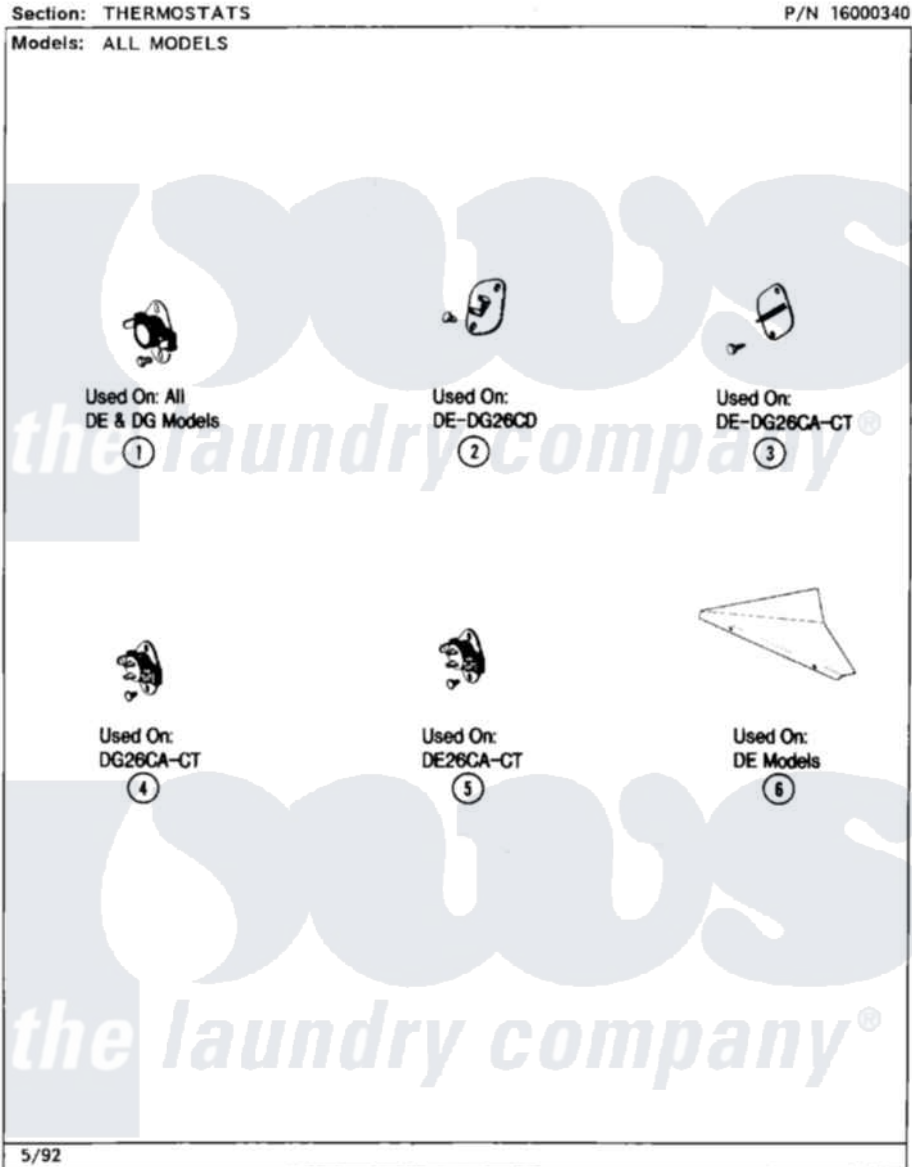 Section: THERMOSTATS
P/N 16000340
Models: ALL MODELS
Used On: All
DE & DG Models
1
Used On:
DE-DG26CD
2
Used On:
DE-DG26CA-CT
3
pws
the laundry company®
Used On:
DG26CA-CT
4
Used On:
DE26CA-CT
5
Used On:
DE Models
6
pws
the laundry company®
5/92